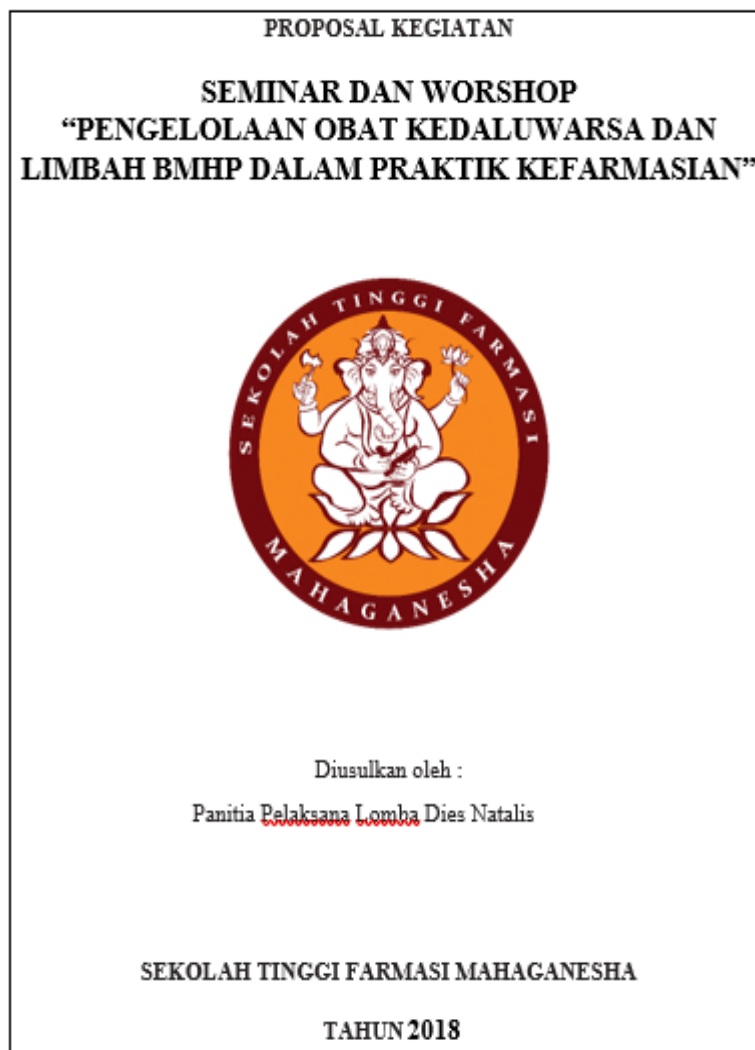 PROPOSAL KEGIATAN
SEMINAR DAN WORSHOP
“PENGELOLAAN OBAT KEDALUWARSA DAN
LIMBAH BMHP DALAM PRAKTIK KEFARMASIAN”
SEKOLAH TINGGI FARMASI
MAHAGANESHA
Diusulkan oleh :
Panitia Pelaksana Lomba Dies Natalis
SEKOLAH TINGGI FARMASI MAHAGANESHA
TAHUN 2018